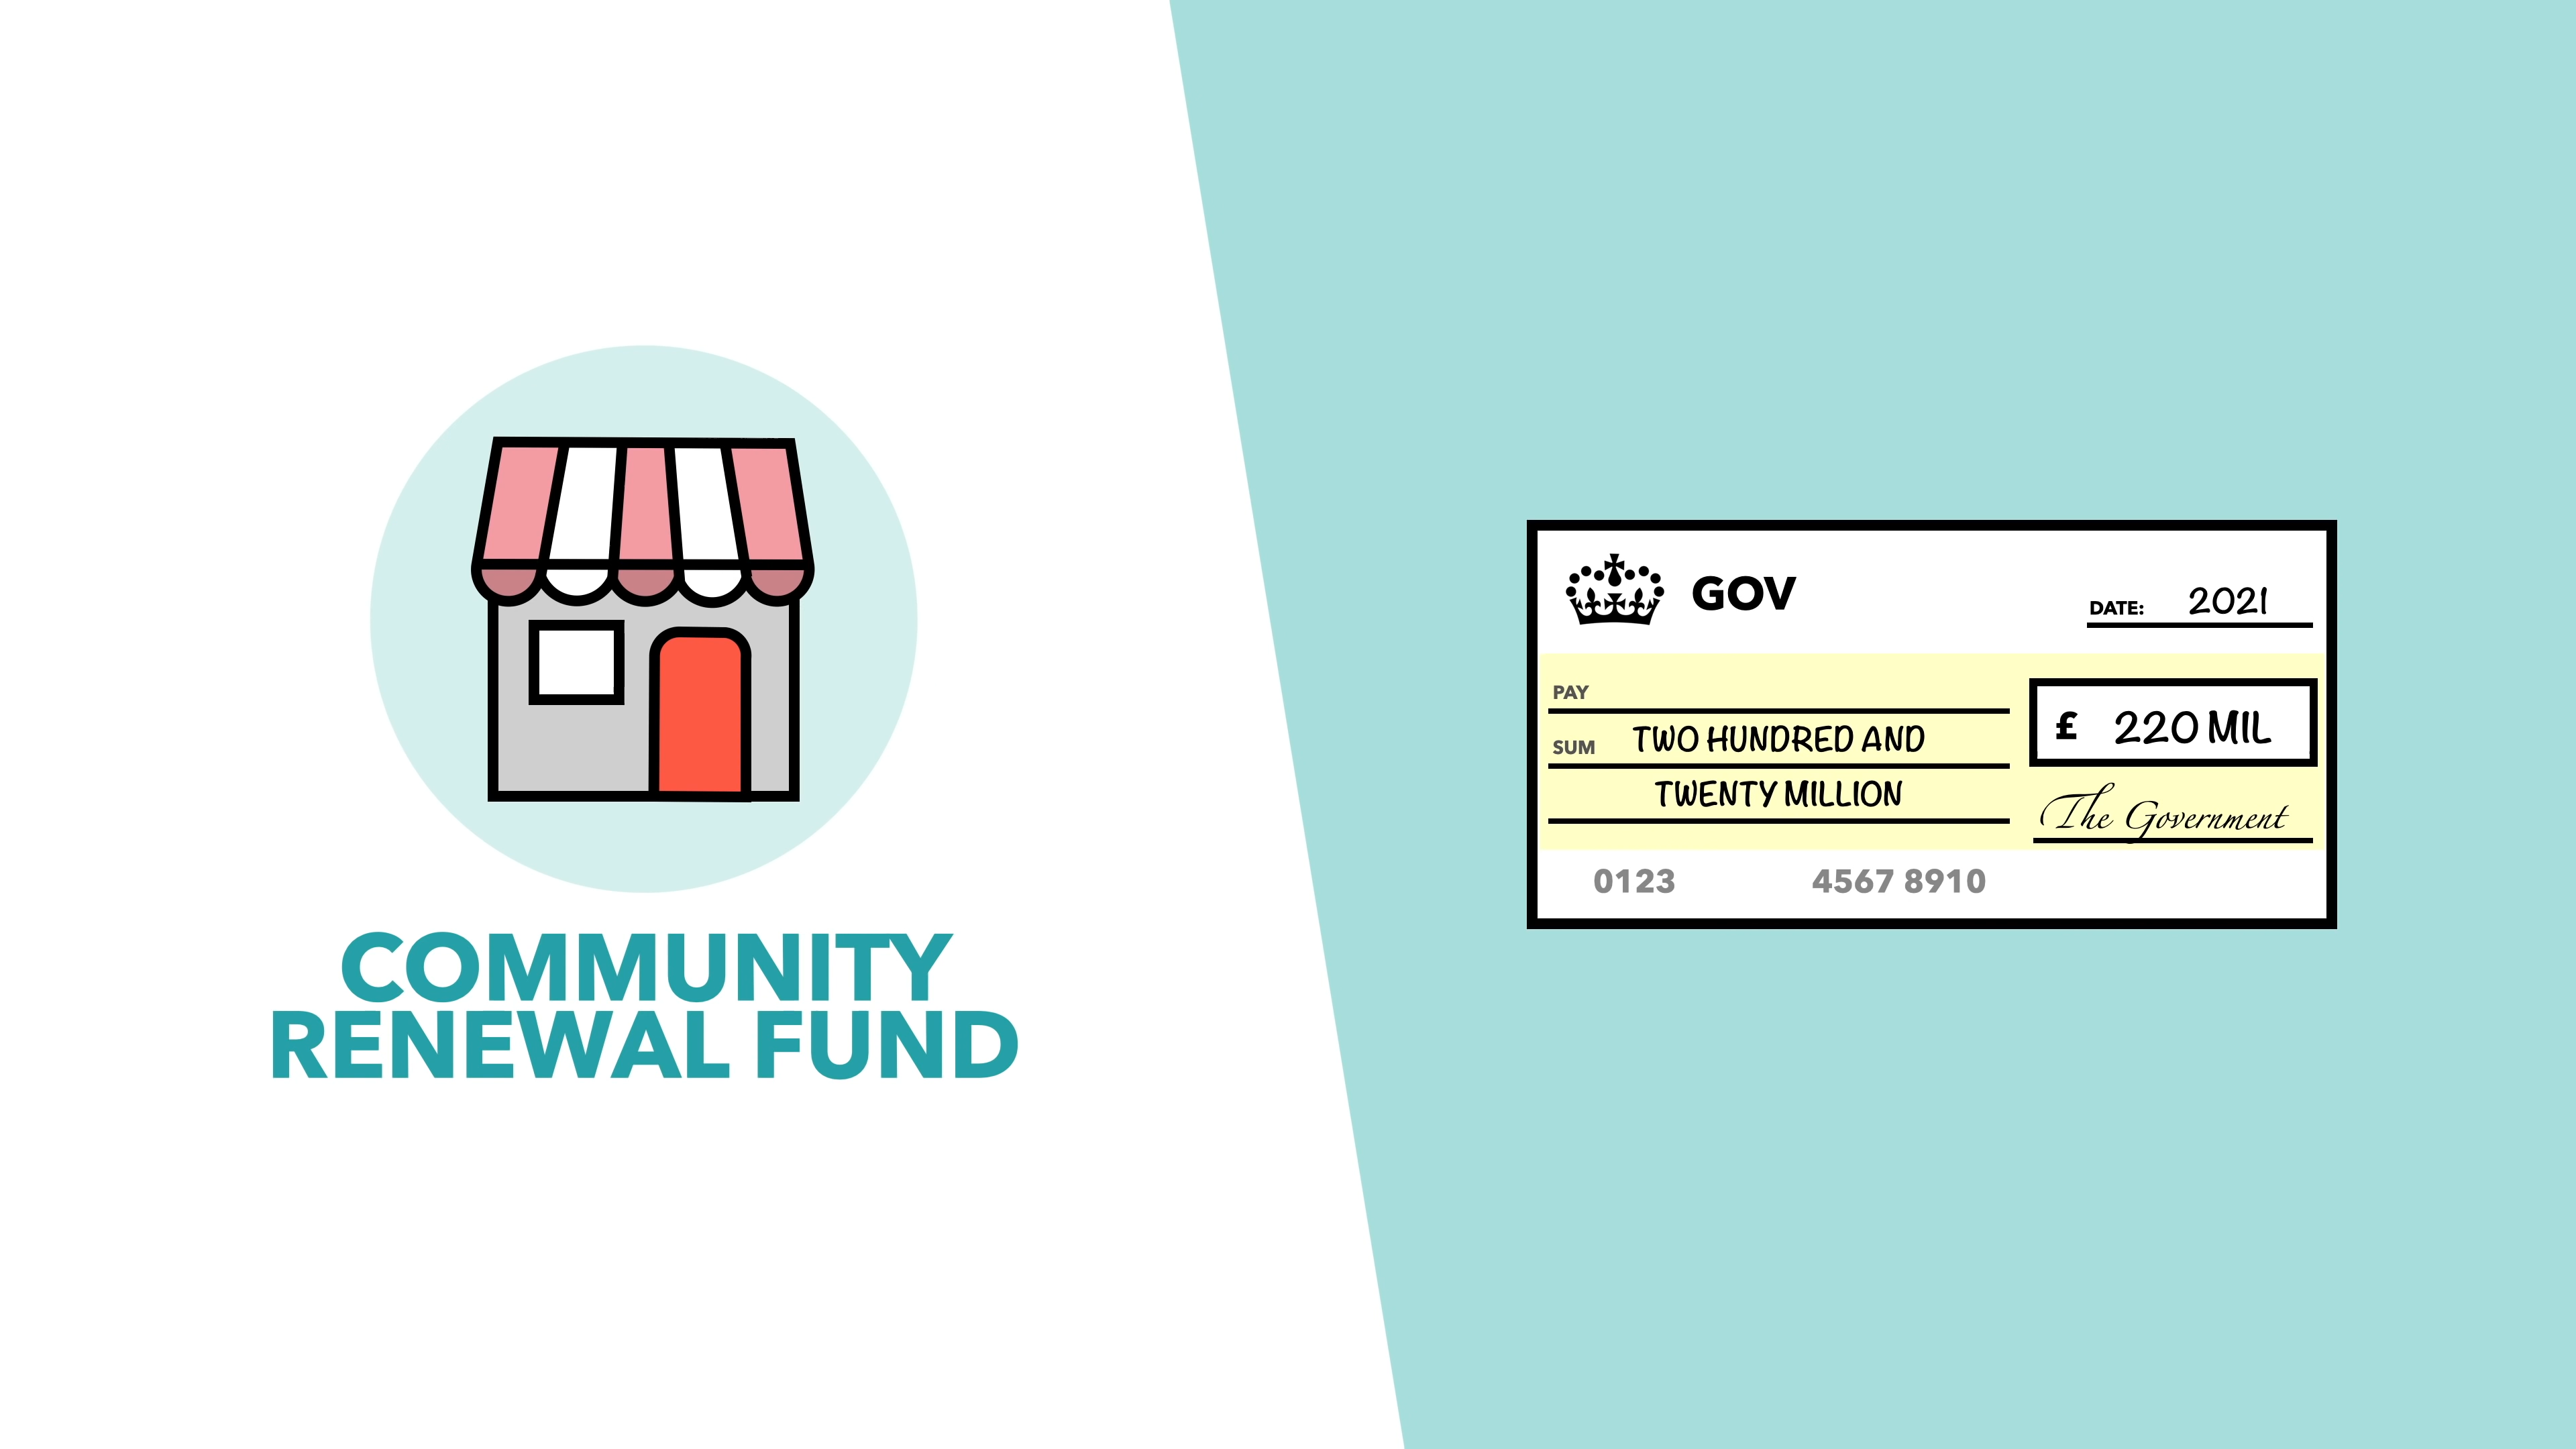 COMMUNITY
RENEWAL FUND
GOV
DATE: 2021
PAY
SUM TWO HUNDRED AND
TWENTY MILLION
£ 220 MIL
The Government
0123 4567 8910